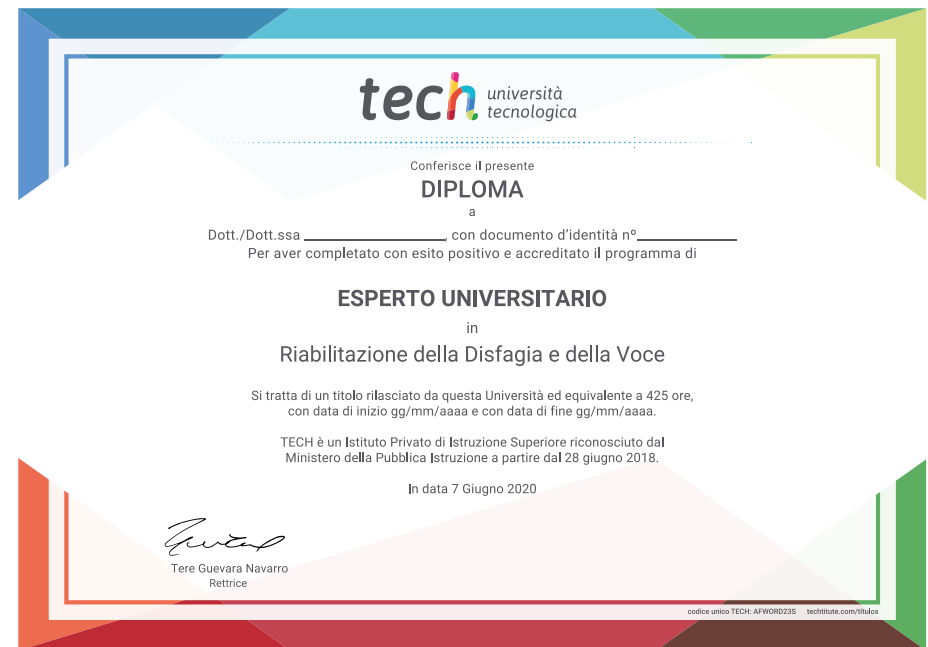 tech università
tecnologica
Conferisce il presente
DIPLOMA
a
Dott./Dott.ssa ____________________, con documento d'identità nº______________
Per aver completato con esito positivo e accreditato il programma di
ESPERTO UNIVERSITARIO
in
Riabilitazione della Disfagia e della Voce
Si tratta di un titolo rilasciato da questa Università ed equivalente a 425 ore,
con data di inizio gg/mm/aaaa e con data di fine gg/mm/aaaa.
TECH è un Istituto Privato di Istruzione Superiore riconosciuto dal
Ministero della Pubblica Istruzione a partire dal 28 giugno 2018.
In data 7 Giugno 2020
Tere Guevara Navarro
Rettrice
codice unico TECH: AFWORD23S techtitute.com/titulos